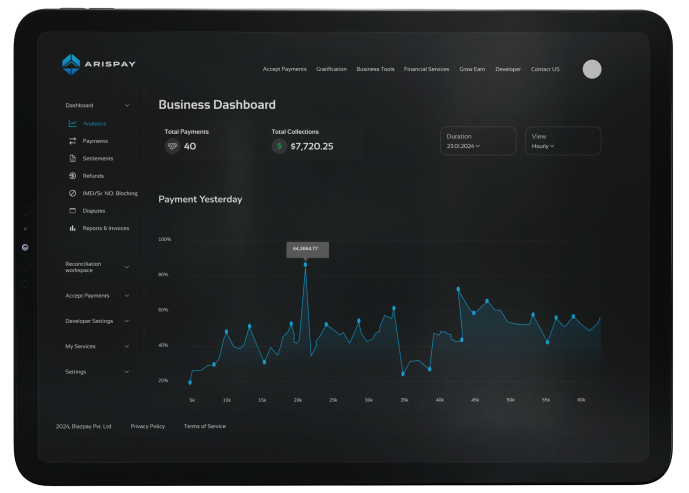 ARISPAY
Accept Payments Gratification Business Tools Financial Services Grow Earn Developer Contact US
Dashboard
Analytics
Payments
Settlements
Refunds
IMEI/Sr. NO. Bloching
Disputes
Reports & Invoices
Reconciliation
workspace
Accept Payments
Developer Settings
My Services
Settings
Business Dashboard
Total Payments
40
Total Collections
$ $7,720.25
Duration
23.01.2024
View
Hourly
Payment Yesterday
64,3664.77
100%
80%
60%
40%
20%
5k 10k 15k 20k 25k 30k 35k 40k 45k 50k 55k 60k
2024, Blazpay Pvr. Ltd Privacy Policy Terms of Service